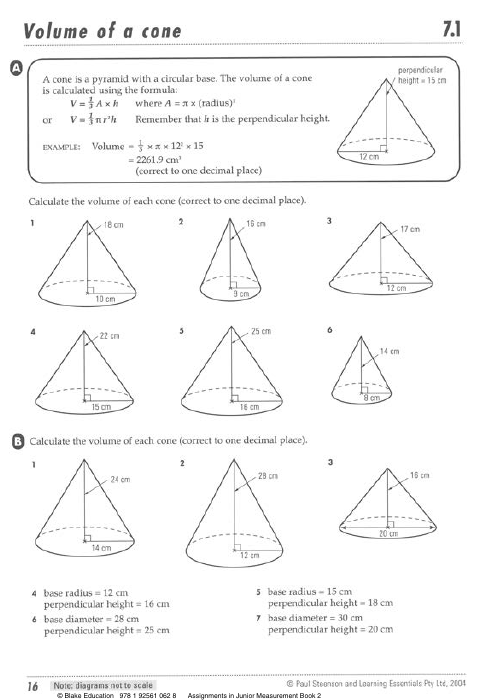 Volume of a cone 7.1
A
A cone is a pyramid with a circular base. The volume of a cone
is calculated using the formula:
V = 1/3 A × h where A = π × (radius)²
or V = 1/3 π r²h Remember that h is the perpendicular height.
EXAMPLE: Volume = 1/3 × π × 12² × 15
= 2261.9 cm³
(correct to one decimal place)
perpendicular
height = 15 cm
12 cm
Calculate the volume of each cone (correct to one decimal place).
1 18 cm
10 cm
2 16 cm
9 cm
3 17 cm
12 cm
4 22 cm
15 cm
5 25 cm
16 cm
6 14 cm
8 cm
B Calculate the volume of each cone (correct to one decimal place).
1 24 cm
14 cm
2 28 cm
12 cm
3 16 cm
20 cm
4 base radius = 12 cm
perpendicular height = 16 cm
5 base radius = 15 cm
perpendicular height = 18 cm
6 base diameter = 28 cm
perpendicular height = 25 cm
7 base diameter = 30 cm
perpendicular height = 20 cm
16 Note: diagrams not to scale © Paul Steenson and Learning Essentials Pty Ltd, 2004
© Blake Education 978 1 92561 062 8 Assignments in Junior Measurement Book 2